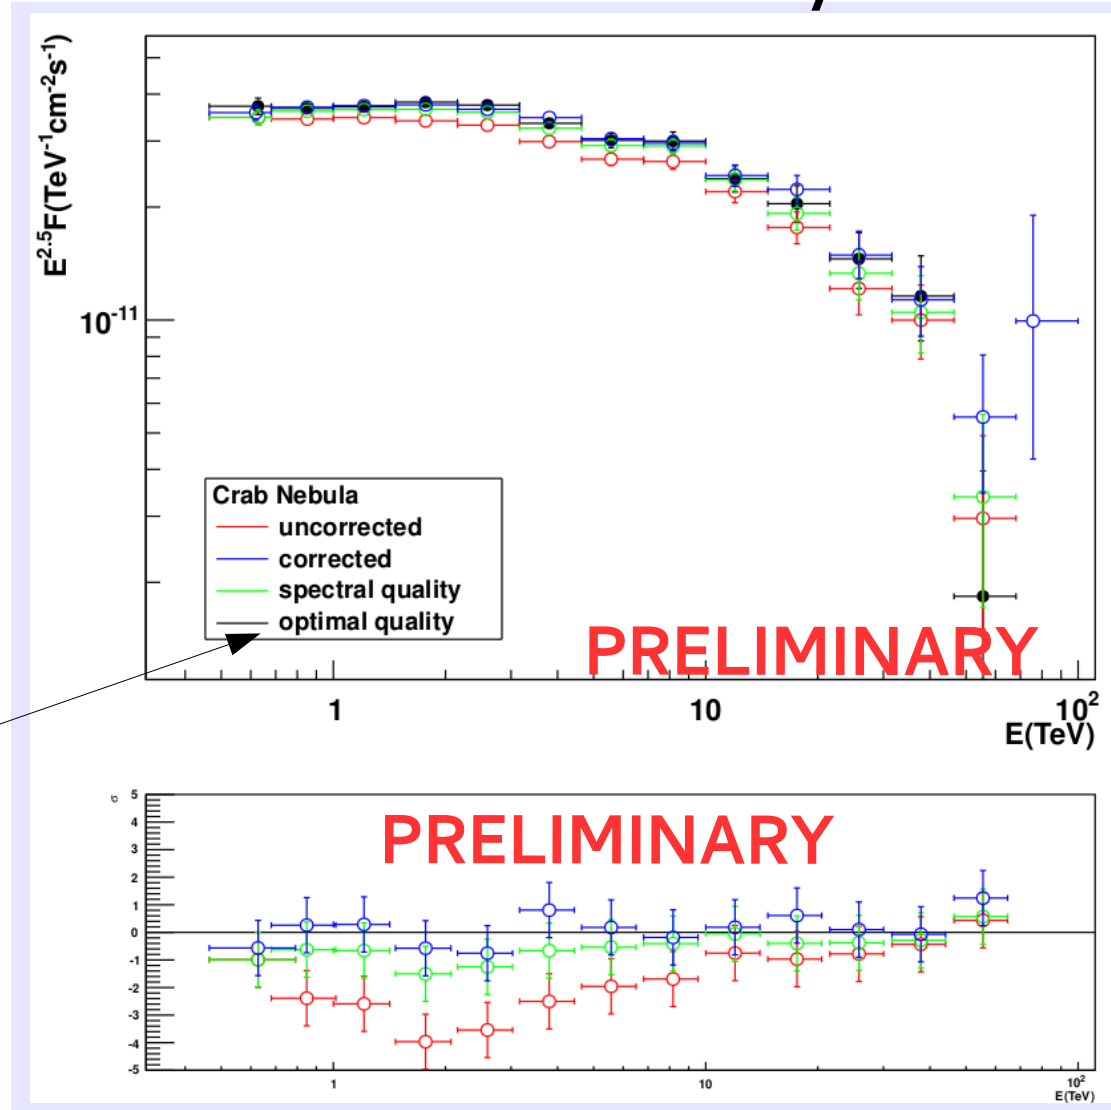 E^2.5F(TeV^-1cm^-2s^-1)
10^-11
Crab Nebula
uncorrected
corrected
spectral quality
optimal quality
PRELIMINARY
1 10 10^2
E(TeV)
σ
PRELIMINARY
5
4
3
2
1
0
-1
-2
-3
-4
-5
1 10 10^2
E(TeV)